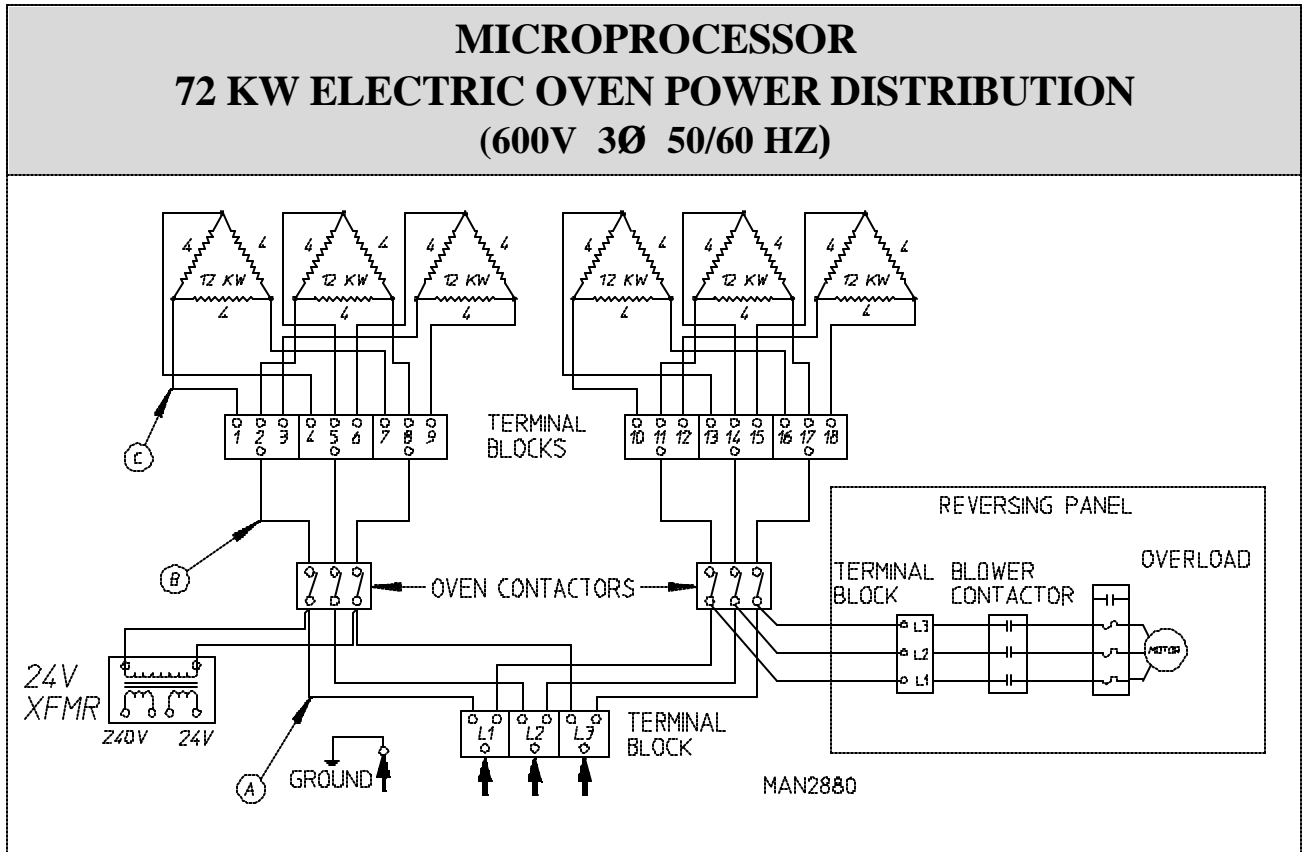 MICROPROCESSOR
72 KW ELECTRIC OVEN POWER DISTRIBUTION
(600V 3Ø 50/60 HZ)
4 4 4 4 4 4 4 4 4 4 4 4
12 KW 12 KW 12 KW 12 KW 12 KW 12 KW
4 4 4 4 4 4
C
1 2 3 4 5 6 7 8 9
TERMINAL
BLOCKS
10 11 12 13 14 15 16 17 18
B
OVEN CONTACTORS
REVERSING PANEL
TERMINAL
BLOCK
BLOWER
CONTACTOR
OVERLOAD
L3
L2
L1
MOTOR
24V
XFMR
240V 24V
A
GROUND
L1 L2 L3
TERMINAL
BLOCK
MAN2880